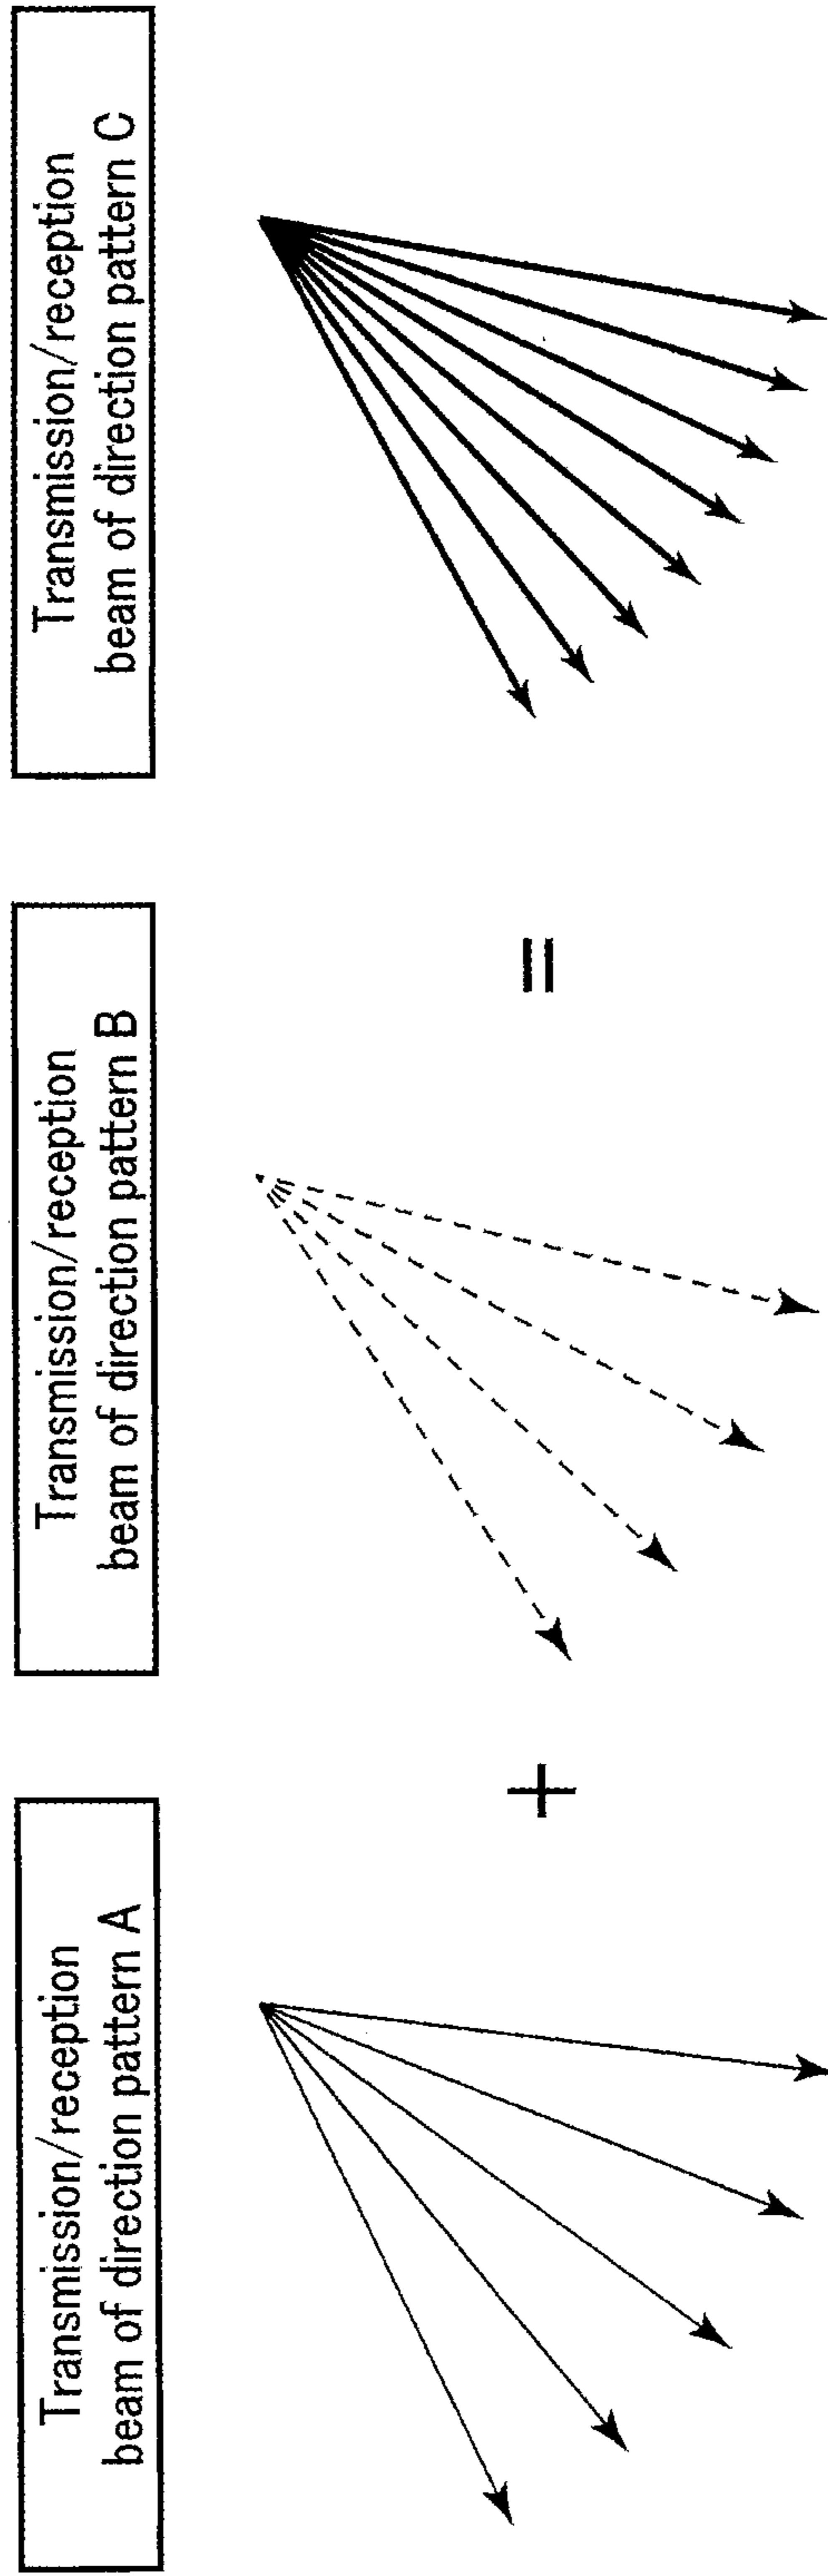 Transmission/reception
beam of direction pattern A
+
Transmission/reception
beam of direction pattern B
=
Transmission/reception
beam of direction pattern C